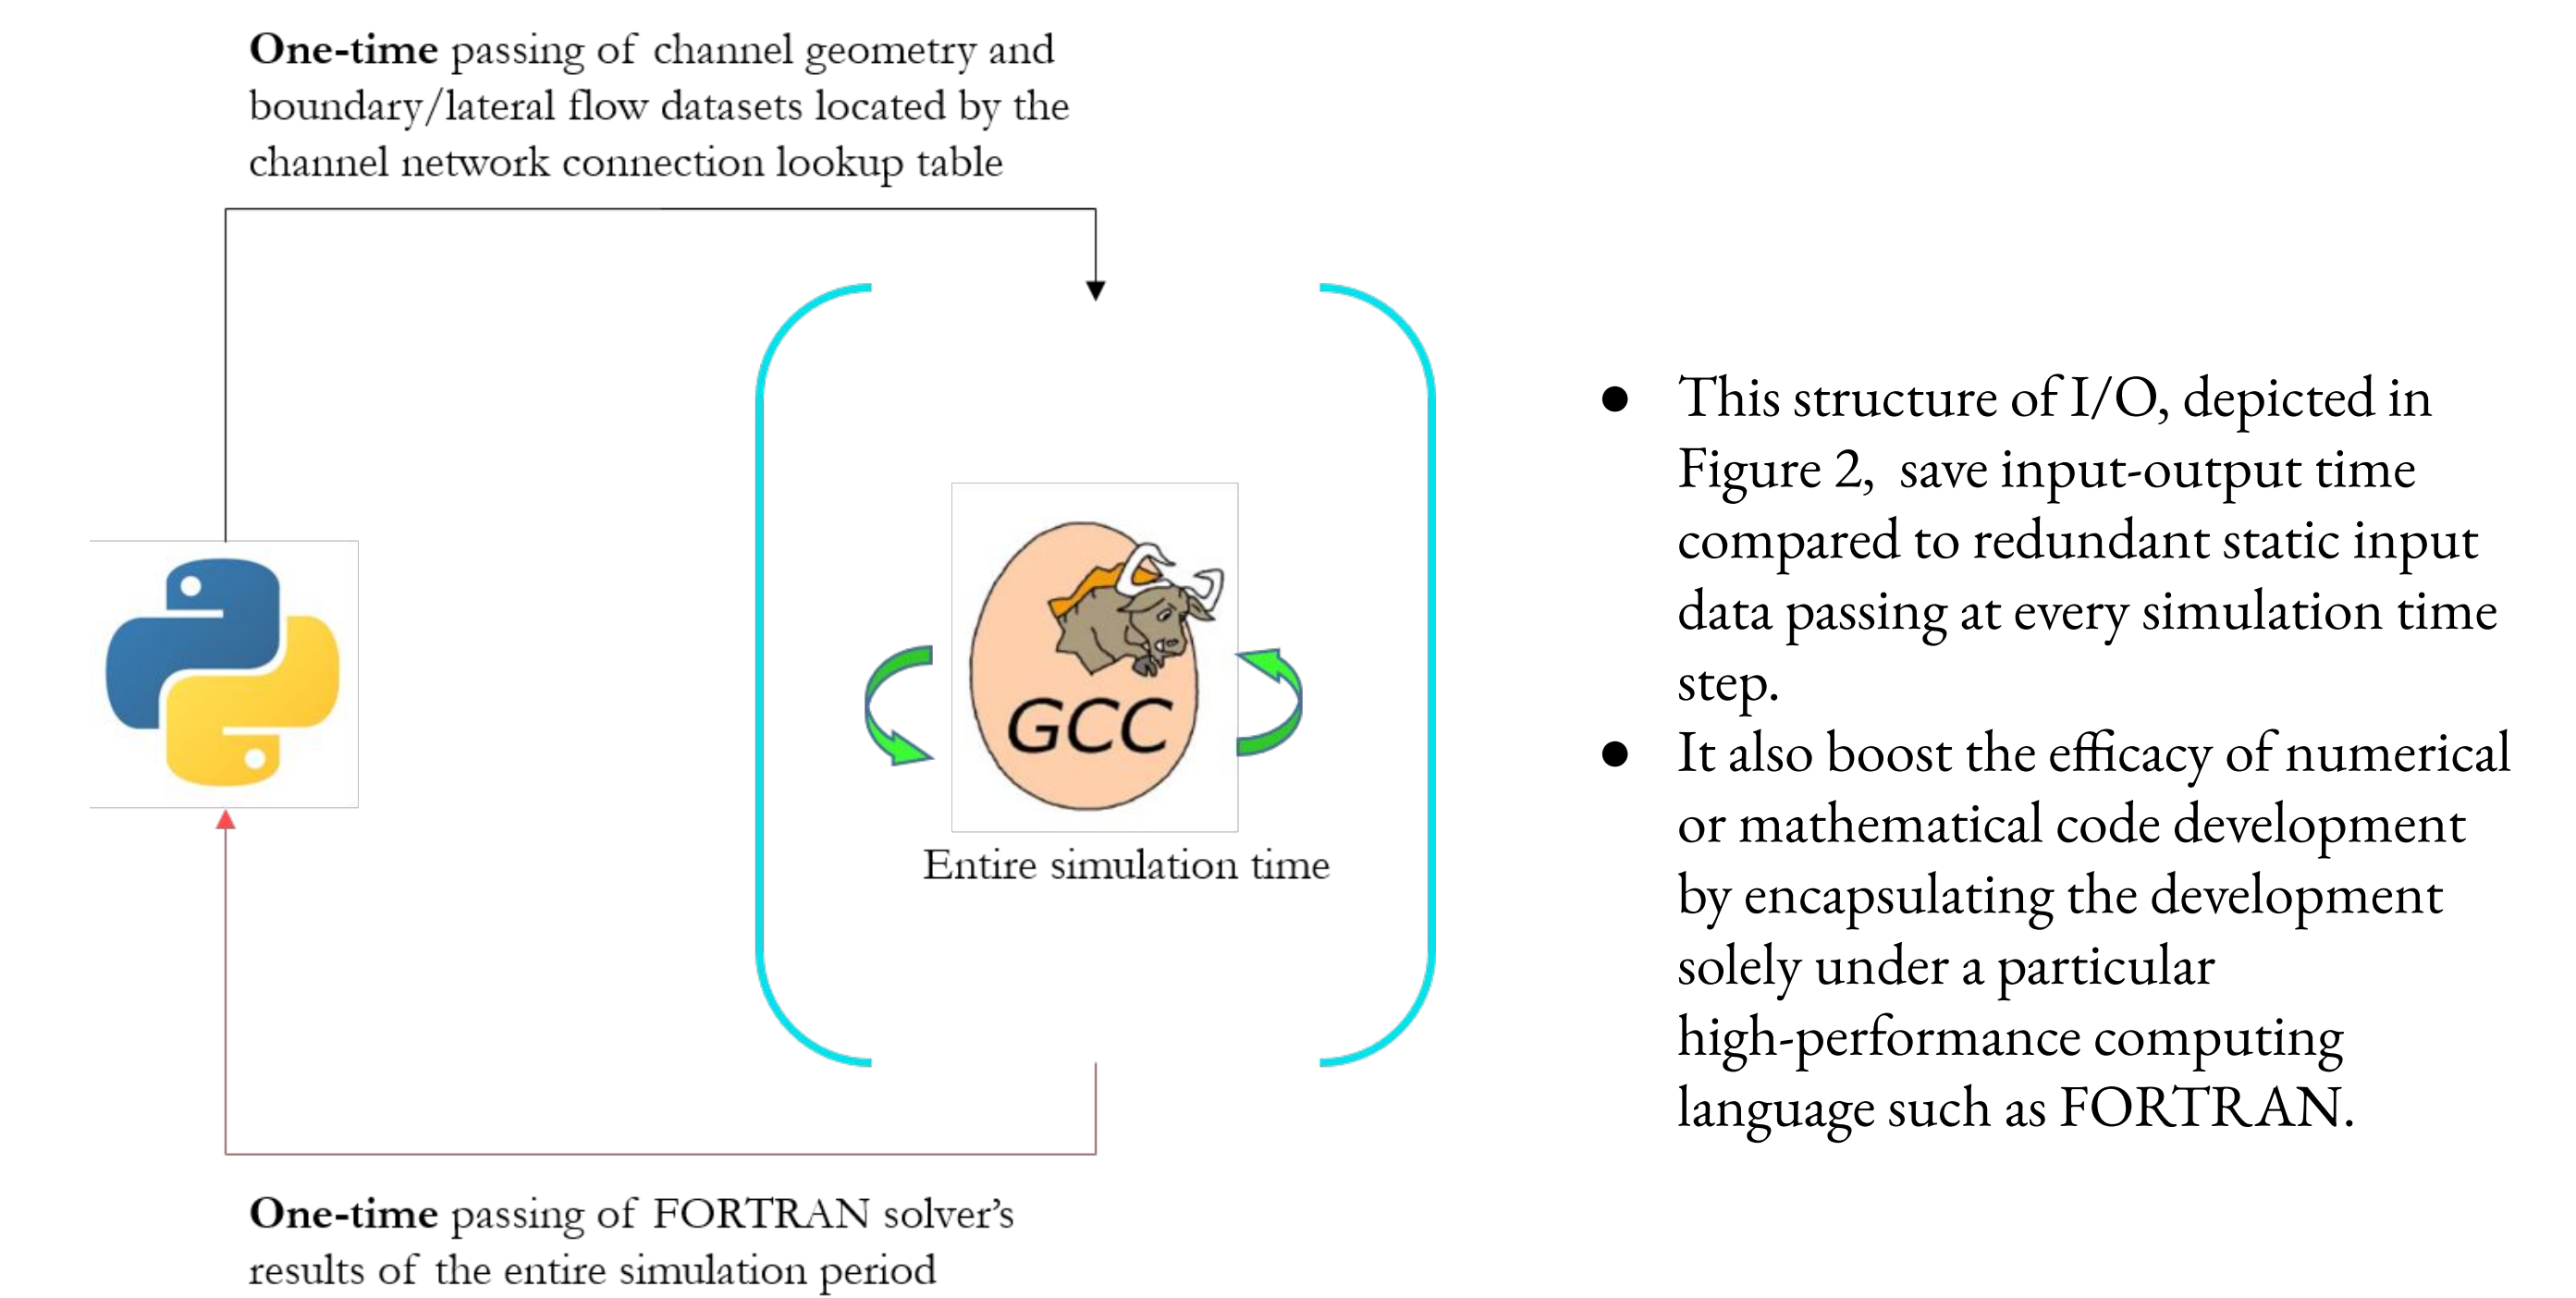 One-time passing of channel geometry and
boundary/lateral flow datasets located by the
channel network connection lookup table
GCC
Entire simulation time
One-time passing of FORTRAN solver’s
results of the entire simulation period
● This structure of I/O, depicted in
Figure 2, save input-output time
compared to redundant static input
data passing at every simulation time
step.
● It also boost the efficacy of numerical
or mathematical code development
by encapsulating the development
solely under a particular
high-performance computing
language such as FORTRAN.